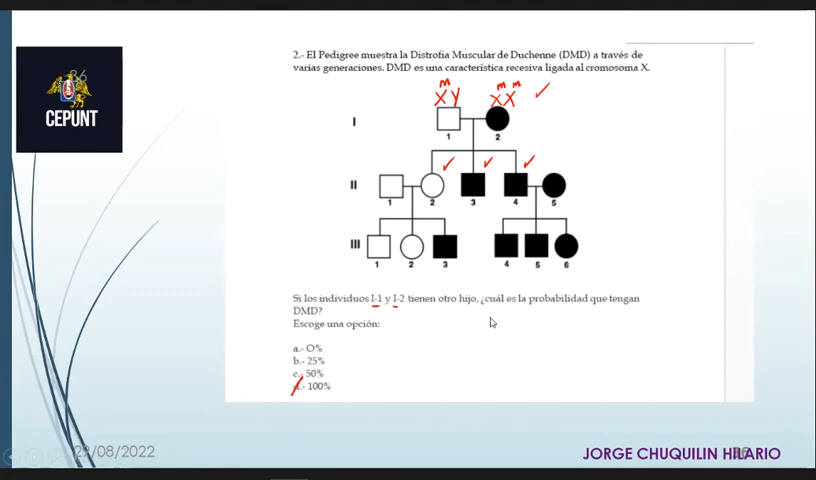 2.- El Pedigree muestra la Distrofia Muscular de Duchenne (DMD) a través de
varias generaciones. DMD es una característica recesiva ligada al cromosoma X.
36
CEPUNT
m m m
X Y X X
I
1 2
II
1 2 3 4 5
III
1 2 3 4 5 6
Si los individuos I-1 y I-2 tienen otro hijo, ¿cuál es la probabilidad que tengan
DMD?
Escoge una opción:
a.- O%
b.- 25%
c.- 50%
.- 100%
22/08/2022
JORGE CHUQUILIN HILARIO